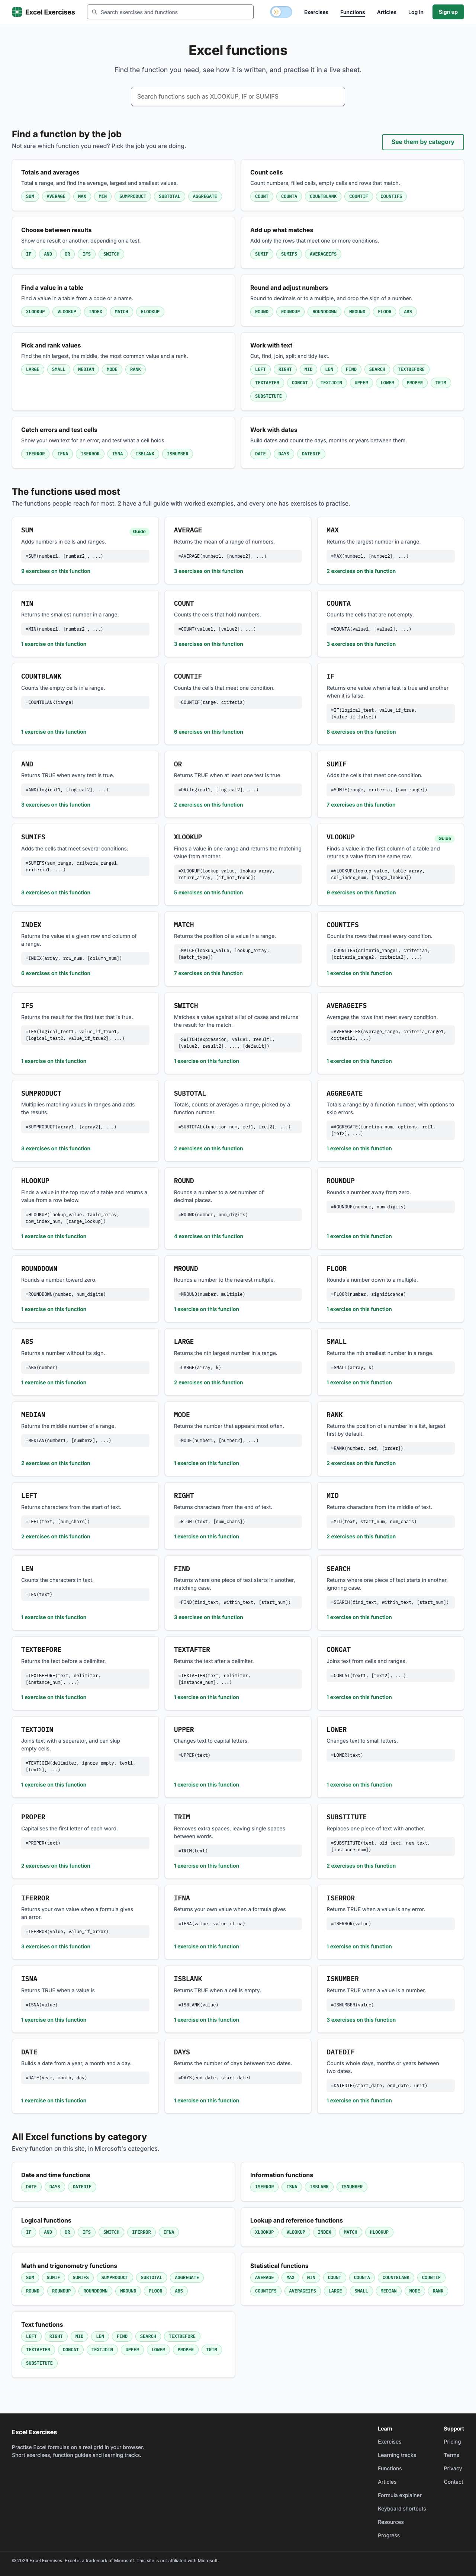 Excel Exercises
Search exercises and functions
Exercises
Functions
Articles
Log in
Sign up
Excel functions
Find the function you need, see how it is written, and practise it in a live sheet.
Search functions such as XLOOKUP, IF or SUMIFS
Find a function by the job
Not sure which function you need? Pick the job you are doing.
See them by category
Totals and averages
Total a range, and find the average, largest and smallest values.
SUM AVERAGE MAX MIN SUMPRODUCT SUBTOTAL AGGREGATE
Count cells
Count numbers, filled cells, empty cells and rows that match.
COUNT COUNTA COUNTBLANK COUNTIF COUNTIFS
Choose between results
Show one result or another, depending on a test.
IF AND OR IFS SWITCH
Add up what matches
Add only the rows that meet one or more conditions.
SUMIF SUMIFS AVERAGEIFS
Find a value in a table
Find a value in a table from a code or a name.
XLOOKUP VLOOKUP INDEX MATCH HLOOKUP
Round and adjust numbers
Round to decimals or to a multiple, and drop the sign of a number.
ROUND ROUNDUP ROUNDDOWN MROUND FLOOR ABS
Pick and rank values
Find the nth largest, the middle, the most common value and a rank.
LARGE SMALL MEDIAN MODE RANK
Work with text
Cut, find, join, split and tidy text.
LEFT RIGHT MID LEN FIND SEARCH TEXTBEFORE
TEXTAFTER CONCAT TEXTJOIN UPPER LOWER PROPER TRIM
SUBSTITUTE
Catch errors and test cells
Show your own text for an error, and test what a cell holds.
IFERROR IFNA ISERROR ISNA ISBLANK ISNUMBER
Work with dates
Build dates and count the days, months or years between them.
DATE DAYS DATEDIF
The functions used most
The functions people reach for most. 2 have a full guide with worked examples, and every one has exercises to practise.
SUM
Guide
Adds numbers in cells and ranges.
=SUM(number1, [number2], ...)
9 exercises on this function
AVERAGE
Returns the mean of a range of numbers.
=AVERAGE(number1, [number2], ...)
3 exercises on this function
MAX
Returns the largest number in a range.
=MAX(number1, [number2], ...)
2 exercises on this function
MIN
Returns the smallest number in a range.
=MIN(number1, [number2], ...)
1 exercise on this function
COUNT
Counts the cells that hold numbers.
=COUNT(value1, [value2], ...)
3 exercises on this function
COUNTA
Counts the cells that are not empty.
=COUNTA(value1, [value2], ...)
3 exercises on this function
COUNTBLANK
Counts the empty cells in a range.
=COUNTBLANK(range)
1 exercise on this function
COUNTIF
Counts the cells that meet one condition.
=COUNTIF(range, criteria)
6 exercises on this function
IF
Returns one value when a test is true and another
when it is false.
=IF(logical_test, value_if_true,
[value_if_false])
8 exercises on this function
AND
Returns TRUE when every test is true.
=AND(logical1, [logical2], ...)
3 exercises on this function
OR
Returns TRUE when at least one test is true.
=OR(logical1, [logical2], ...)
2 exercises on this function
SUMIF
Adds the cells that meet one condition.
=SUMIF(range, criteria, [sum_range])
7 exercises on this function
SUMIFS
Adds the cells that meet several conditions.
=SUMIFS(sum_range, criteria_range1,
criteria1, ...)
3 exercises on this function
XLOOKUP
Finds a value in one range and returns the matching
value from another.
=XLOOKUP(lookup_value, lookup_array,
return_array, [if_not_found])
5 exercises on this function
VLOOKUP
Guide
Finds a value in the first column of a table and
returns a value from the same row.
=VLOOKUP(lookup_value, table_array,
col_index_num, [range_lookup])
9 exercises on this function
INDEX
Returns the value at a given row and column of
a range.
=INDEX(array, row_num, [column_num])
6 exercises on this function
MATCH
Returns the position of a value in a range.
=MATCH(lookup_value, lookup_array,
[match_type])
7 exercises on this function
COUNTIFS
Counts the rows that meet every condition.
=COUNTIFS(criteria_range1, criteria1,
[criteria_range2, criteria2], ...)
1 exercise on this function
IFS
Returns the result for the first test that is true.
=IFS(logical_test1, value_if_true1,
[logical_test2, value_if_true2], ...)
1 exercise on this function
SWITCH
Matches a value against a list of cases and returns
the result for the match.
=SWITCH(expression, value1, result1,
[value2, result2], ..., [default])
1 exercise on this function
AVERAGEIFS
Averages the rows that meet every condition.
=AVERAGEIFS(average_range, criteria_range1,
criteria1, ...)
1 exercise on this function
SUMPRODUCT
Multiplies matching values in ranges and adds
the results.
=SUMPRODUCT(array1, [array2], ...)
3 exercises on this function
SUBTOTAL
Totals, counts or averages a range, picked by a
function number.
=SUBTOTAL(function_num, ref1, [ref2], ...)
2 exercises on this function
AGGREGATE
Totals a range by a function number, with options to
skip errors.
=AGGREGATE(function_num, options, ref1,
[ref2], ...)
1 exercise on this function
HLOOKUP
Finds a value in the top row of a table and returns a
value from a row below.
=HLOOKUP(lookup_value, table_array,
row_index_num, [range_lookup])
1 exercise on this function
ROUND
Rounds a number to a set number of
decimal places.
=ROUND(number, num_digits)
4 exercises on this function
ROUNDUP
Rounds a number away from zero.
=ROUNDUP(number, num_digits)
1 exercise on this function
ROUNDDOWN
Rounds a number toward zero.
=ROUNDDOWN(number, num_digits)
1 exercise on this function
MROUND
Rounds a number to the nearest multiple.
=MROUND(number, multiple)
1 exercise on this function
FLOOR
Rounds a number down to a multiple.
=FLOOR(number, significance)
1 exercise on this function
ABS
Returns a number without its sign.
=ABS(number)
1 exercise on this function
LARGE
Returns the nth largest number in a range.
=LARGE(array, k)
2 exercises on this function
SMALL
Returns the nth smallest number in a range.
=SMALL(array, k)
1 exercise on this function
MEDIAN
Returns the middle number of a range.
=MEDIAN(number1, [number2], ...)
2 exercises on this function
MODE
Returns the number that appears most often.
=MODE(number1, [number2], ...)
1 exercise on this function
RANK
Returns the position of a number in a list, largest
first by default.
=RANK(number, ref, [order])
2 exercises on this function
LEFT
Returns characters from the start of text.
=LEFT(text, [num_chars])
2 exercises on this function
RIGHT
Returns characters from the end of text.
=RIGHT(text, [num_chars])
1 exercise on this function
MID
Returns characters from the middle of text.
=MID(text, start_num, num_chars)
2 exercises on this function
LEN
Counts the characters in text.
=LEN(text)
1 exercise on this function
FIND
Returns where one piece of text starts in another,
matching case.
=FIND(find_text, within_text, [start_num])
3 exercises on this function
SEARCH
Returns where one piece of text starts in another,
ignoring case.
=SEARCH(find_text, within_text, [start_num])
1 exercise on this function
TEXTBEFORE
Returns the text before a delimiter.
=TEXTBEFORE(text, delimiter,
[instance_num], ...)
1 exercise on this function
TEXTAFTER
Returns the text after a delimiter.
=TEXTAFTER(text, delimiter,
[instance_num], ...)
1 exercise on this function
CONCAT
Joins text from cells and ranges.
=CONCAT(text1, [text2], ...)
1 exercise on this function
TEXTJOIN
Joins text with a separator, and can skip
empty cells.
=TEXTJOIN(delimiter, ignore_empty, text1,
[text2], ...)
1 exercise on this function
UPPER
Changes text to capital letters.
=UPPER(text)
1 exercise on this function
LOWER
Changes text to small letters.
=LOWER(text)
1 exercise on this function
PROPER
Capitalises the first letter of each word.
=PROPER(text)
2 exercises on this function
TRIM
Removes extra spaces, leaving single spaces
between words.
=TRIM(text)
1 exercise on this function
SUBSTITUTE
Replaces one piece of text with another.
=SUBSTITUTE(text, old_text, new_text,
[instance_num])
2 exercises on this function
IFERROR
Returns your own value when a formula gives
an error.
=IFERROR(value, value_if_error)
3 exercises on this function
IFNA
Returns your own value when a formula gives
=IFNA(value, value_if_na)
1 exercise on this function
ISERROR
Returns TRUE when a value is any error.
=ISERROR(value)
1 exercise on this function
ISNA
Returns TRUE when a value is
=ISNA(value)
1 exercise on this function
ISBLANK
Returns TRUE when a cell is empty.
=ISBLANK(value)
1 exercise on this function
ISNUMBER
Returns TRUE when a value is a number.
=ISNUMBER(value)
3 exercises on this function
DATE
Builds a date from a year, a month and a day.
=DATE(year, month, day)
1 exercise on this function
DAYS
Returns the number of days between two dates.
=DAYS(end_date, start_date)
1 exercise on this function
DATEDIF
Counts whole days, months or years between
two dates.
=DATEDIF(start_date, end_date, unit)
1 exercise on this function
All Excel functions by category
Every function on this site, in Microsoft's categories.
Date and time functions
DATE DAYS DATEDIF
Information functions
ISERROR ISNA ISBLANK ISNUMBER
Logical functions
IF AND OR IFS SWITCH IFERROR IFNA
Lookup and reference functions
XLOOKUP VLOOKUP INDEX MATCH HLOOKUP
Math and trigonometry functions
SUM SUMIF SUMIFS SUMPRODUCT SUBTOTAL AGGREGATE
ROUND ROUNDUP ROUNDDOWN MROUND FLOOR ABS
Statistical functions
AVERAGE MAX MIN COUNT COUNTA COUNTBLANK COUNTIF
COUNTIFS AVERAGEIFS LARGE SMALL MEDIAN MODE RANK
Text functions
LEFT RIGHT MID LEN FIND SEARCH TEXTBEFORE
TEXTAFTER CONCAT TEXTJOIN UPPER LOWER PROPER TRIM
SUBSTITUTE
Excel Exercises
Practise Excel formulas on a real grid in your browser.
Short exercises, function guides and learning tracks.
Learn
Exercises
Learning tracks
Functions
Articles
Formula explainer
Keyboard shortcuts
Resources
Progress
Support
Pricing
Terms
Privacy
Contact
© 2026 Excel Exercises. Excel is a trademark of Microsoft. This site is not affiliated with Microsoft.